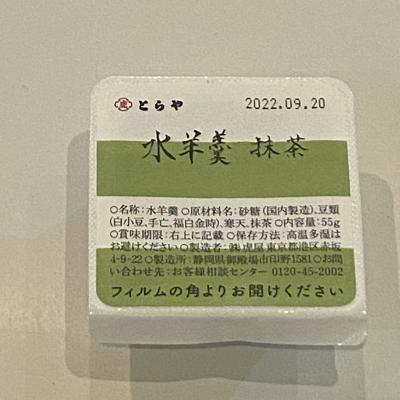 虎 とらや 2022.09.20
水羊羹 抹茶
○名称:水羊羹 ○原材料名:砂糖(国内製造)、豆類
(白小豆、手亡、福白金時)、寒天、抹茶 ○内容量:55g
○賞味期限:右上に記載 ○保存方法:高温多湿は
お避けください ○製造者:㈱虎屋 東京都港区赤坂
4-9-22 ○製造所:静岡県御殿場市印野1581 ○お問
い合わせ先:お客様相談センター 0120-45-2002
フィルムの角よりお開けください